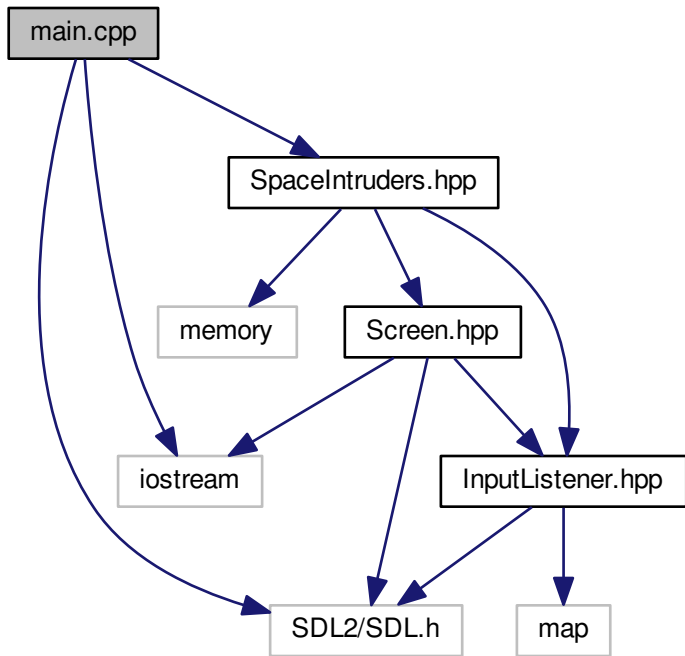 main.cpp
SpaceIntruders.hpp
memory
Screen.hpp
iostream
InputListener.hpp
SDL2/SDL.h
map